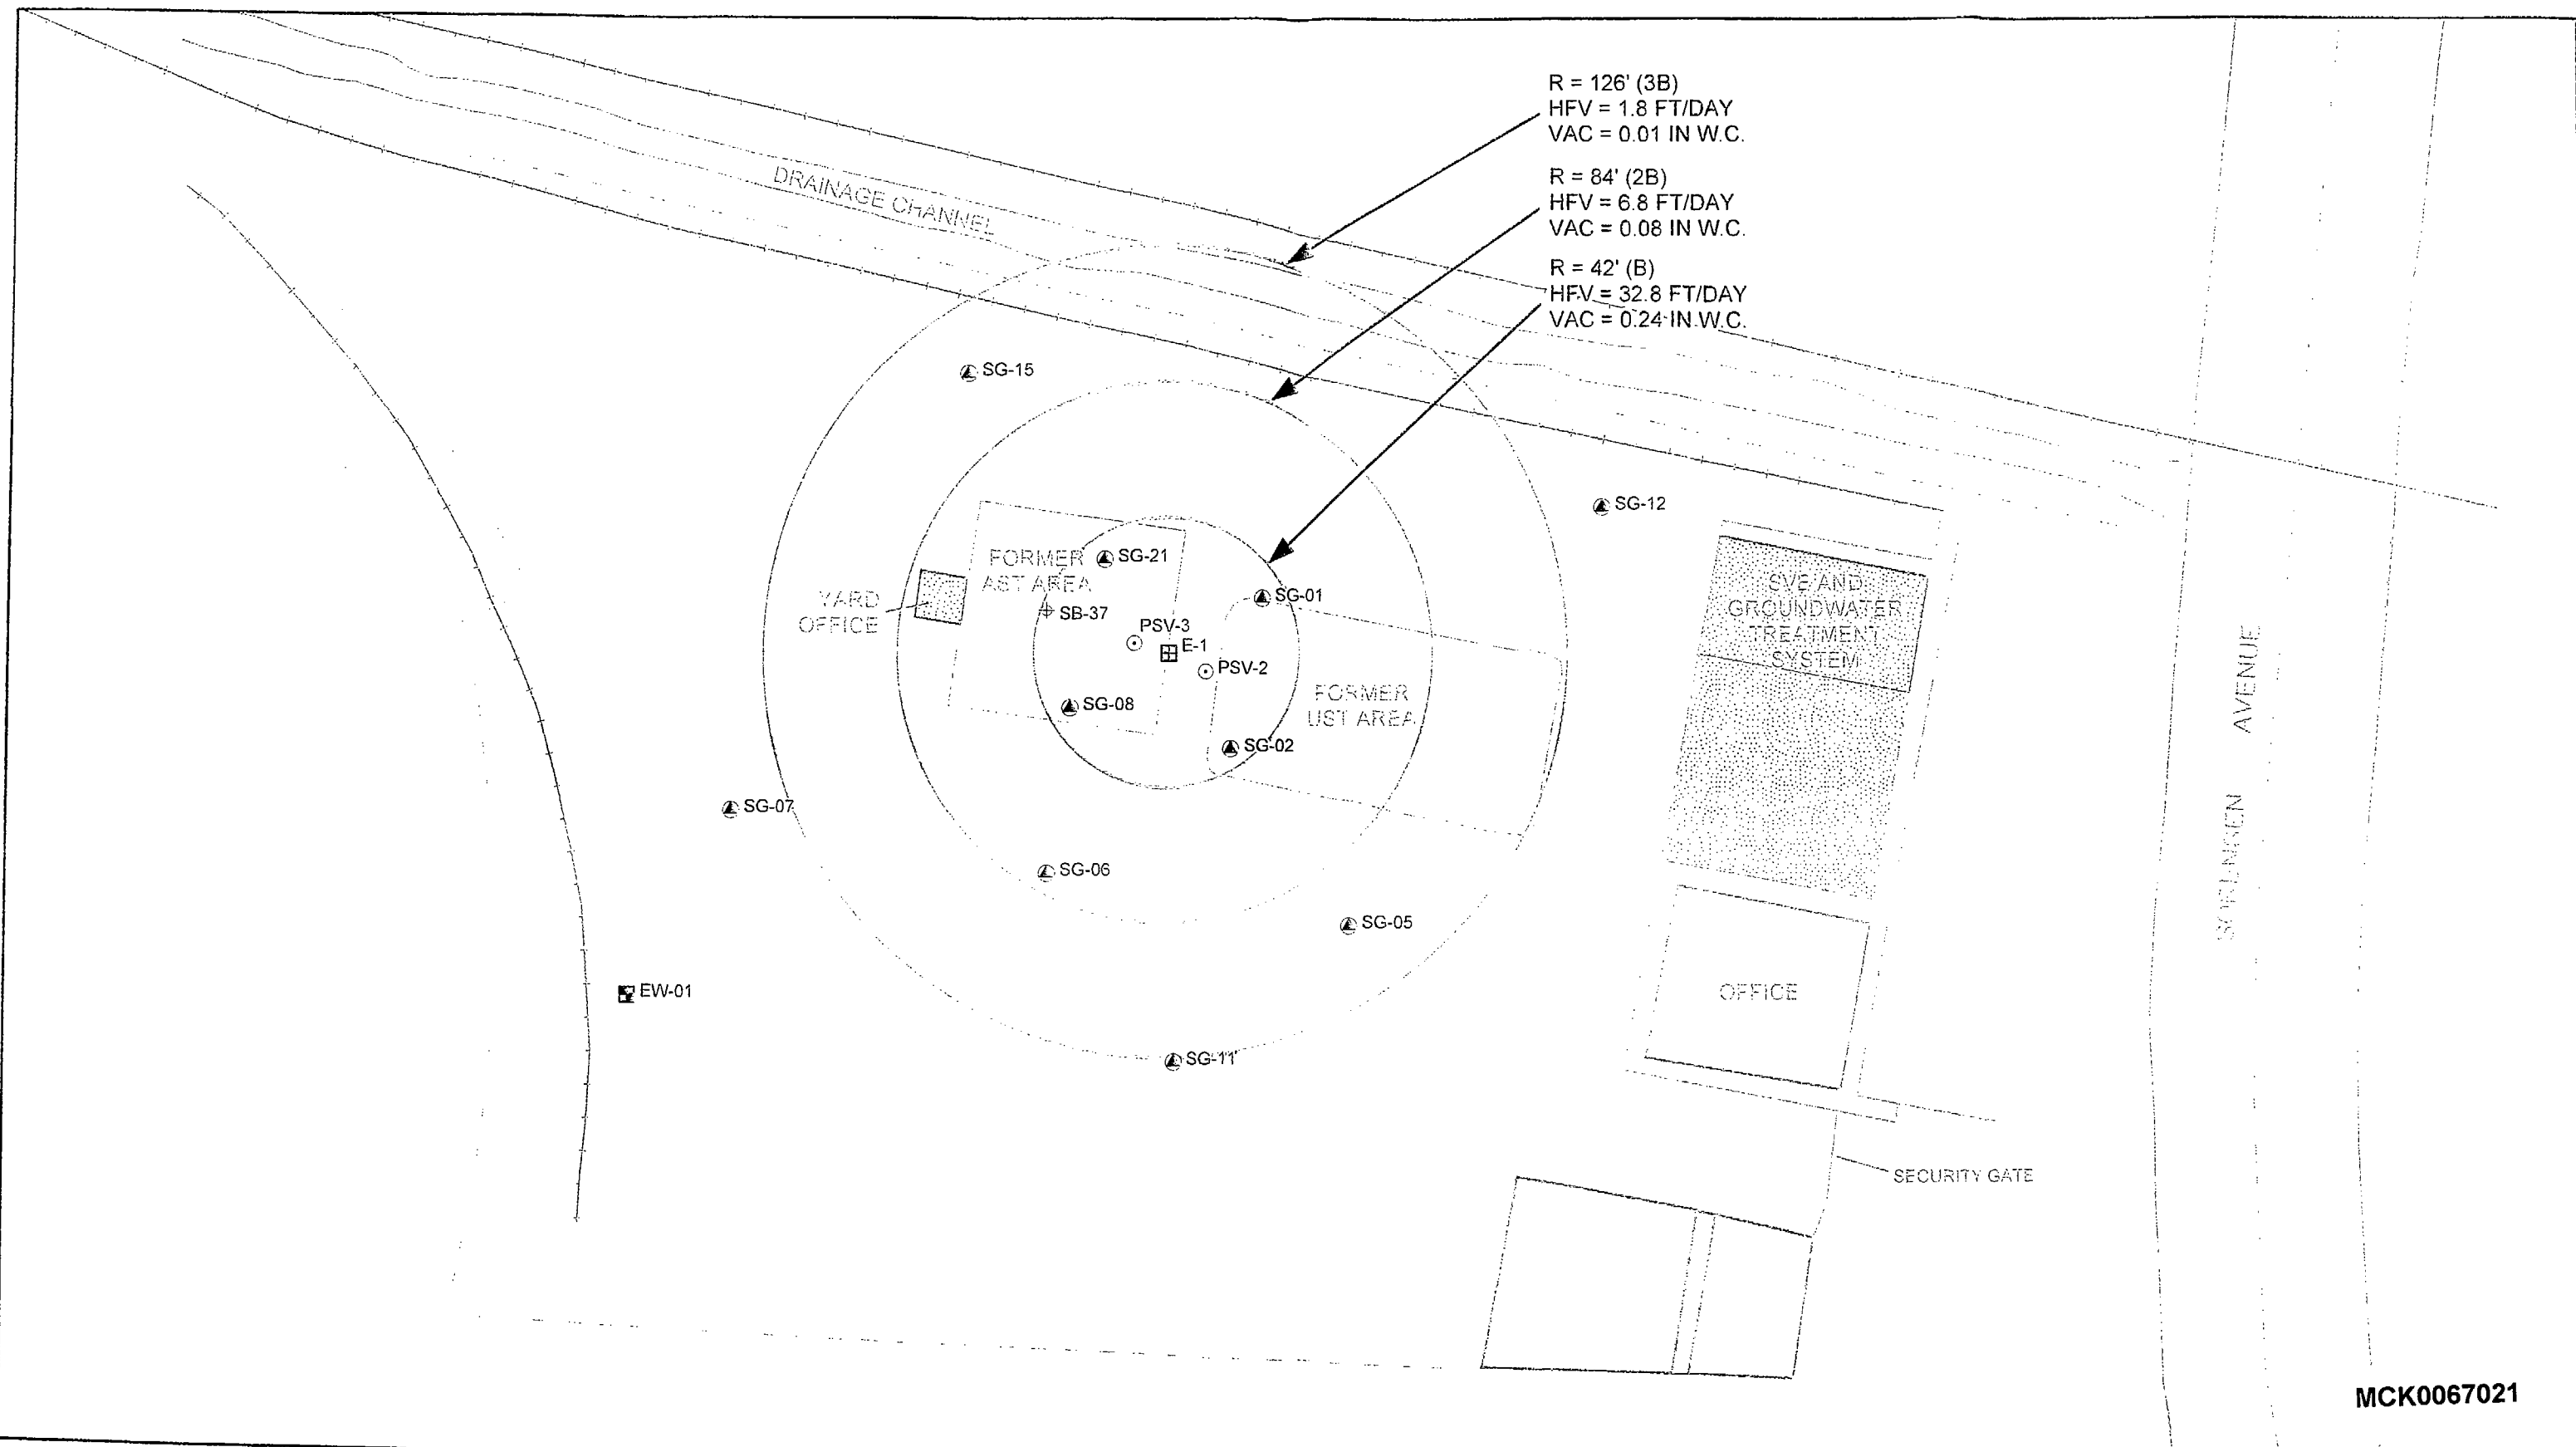 R = 126' (3B)
HFV = 1.8 FT/DAY
VAC = 0.01 IN W.C.
R = 84' (2B)
HFV = 6.8 FT/DAY
VAC = 0.08 IN W.C.
R = 42' (B)
HFV = 32.8 FT/DAY
VAC = 0.24 IN W.C.
DRAINAGE CHANNEL
SG-15
SG-12
FORMER
AST AREA
SG-21
SG-01
YARD
OFFICE
SB-37
PSV-3
E-1
PSV-2
SG-08
FORMER
UST AREA
SG-02
SVE AND
GROUNDWATER
TREATMENT
SYSTEM
SORENSEN AVENUE
SG-07
SG-06
SG-05
EW-01
OFFICE
SG-11
SECURITY GATE
MCK0067021